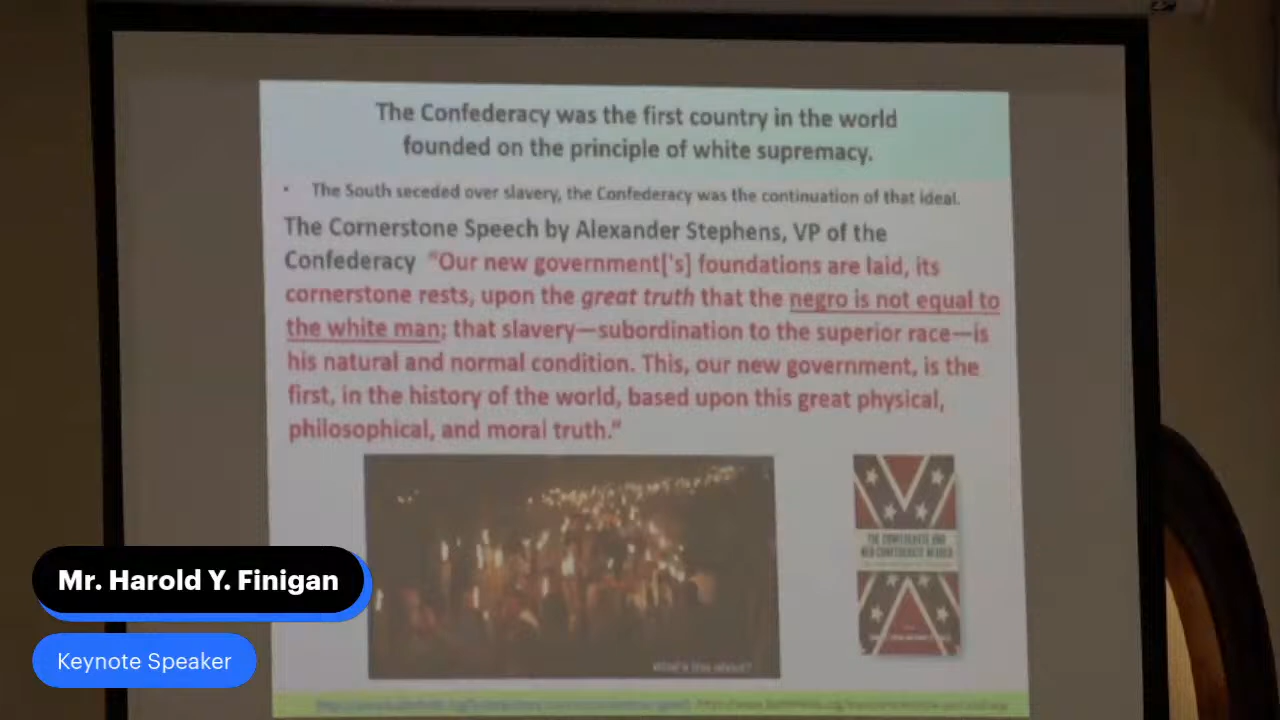 The Confederacy was the first country in the world
founded on the principle of white supremacy.
• The South seceded over slavery, the Confederacy was the continuation of that ideal.
The Cornerstone Speech by Alexander Stephens, VP of the
Confederacy "Our new government['s] foundations are laid, its
cornerstone rests, upon the great truth that the negro is not equal to
the white man; that slavery—subordination to the superior race—is
his natural and normal condition. This, our new government, is the
first, in the history of the world, based upon this great physical,
philosophical, and moral truth."
THE CONFEDERATE AND
NEO-CONFEDERATE READER
What's this about?
Mr. Harold Y. Finigan
Keynote Speaker